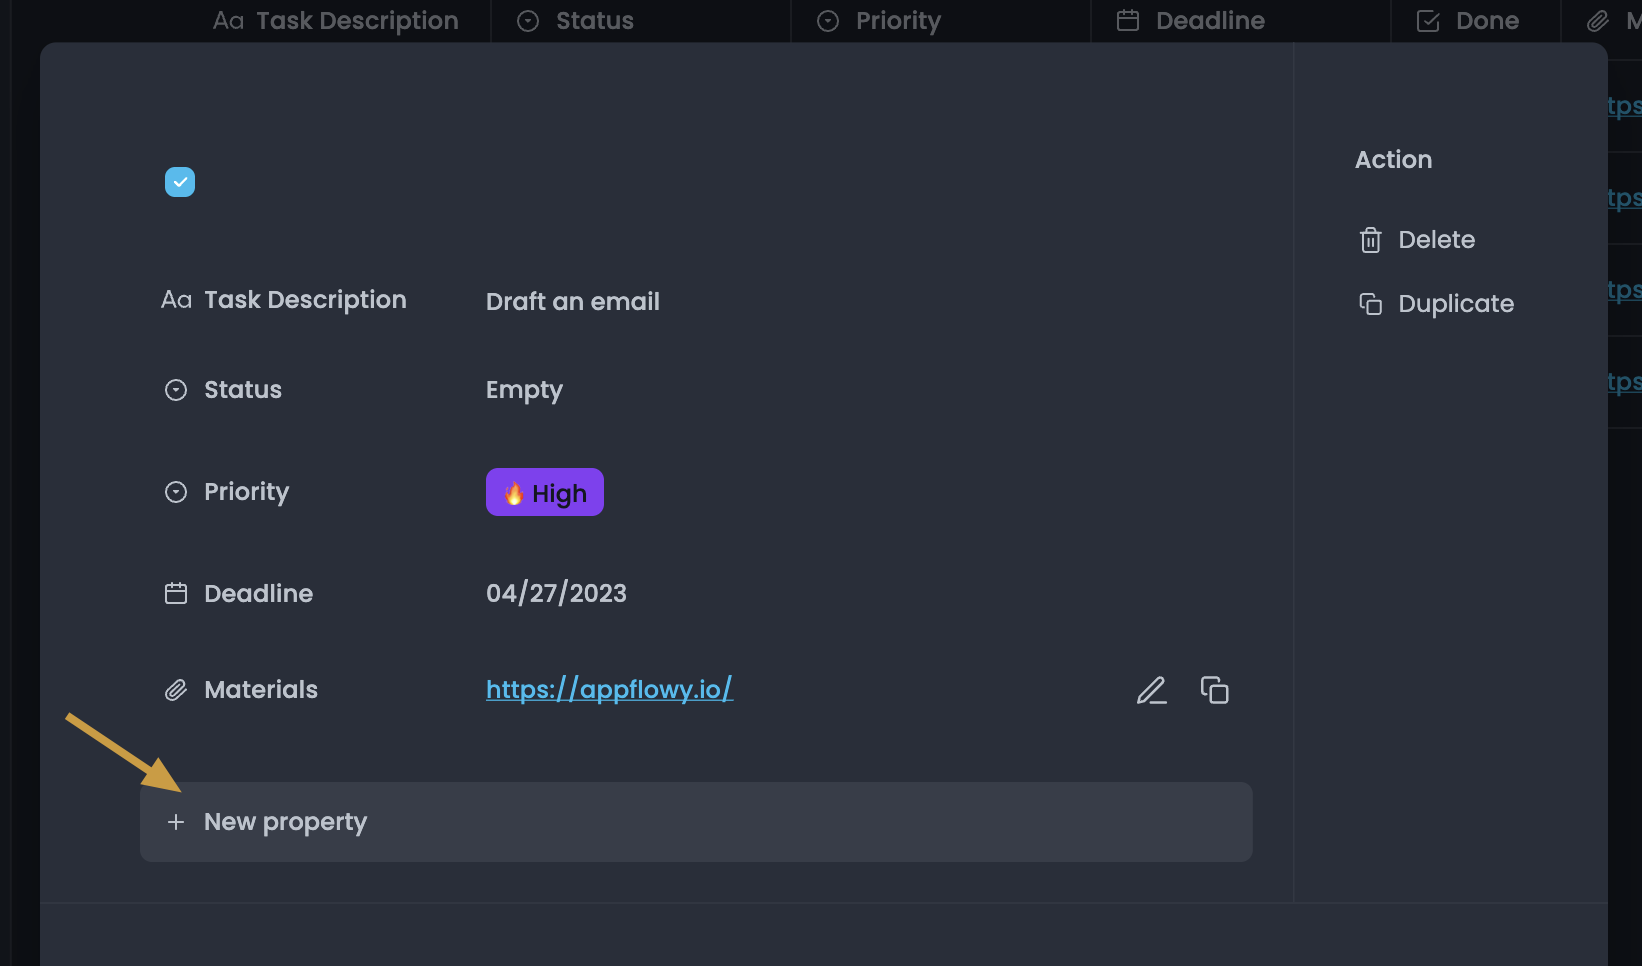 Aa Task Description Status Priority Deadline Done
Action
Delete
Duplicate
Aa Task Description Draft an email
Status Empty
Priority 🔥 High
Deadline 04/27/2023
Materials https://appflowy.io/
+ New property
tps
tps
tps
tps